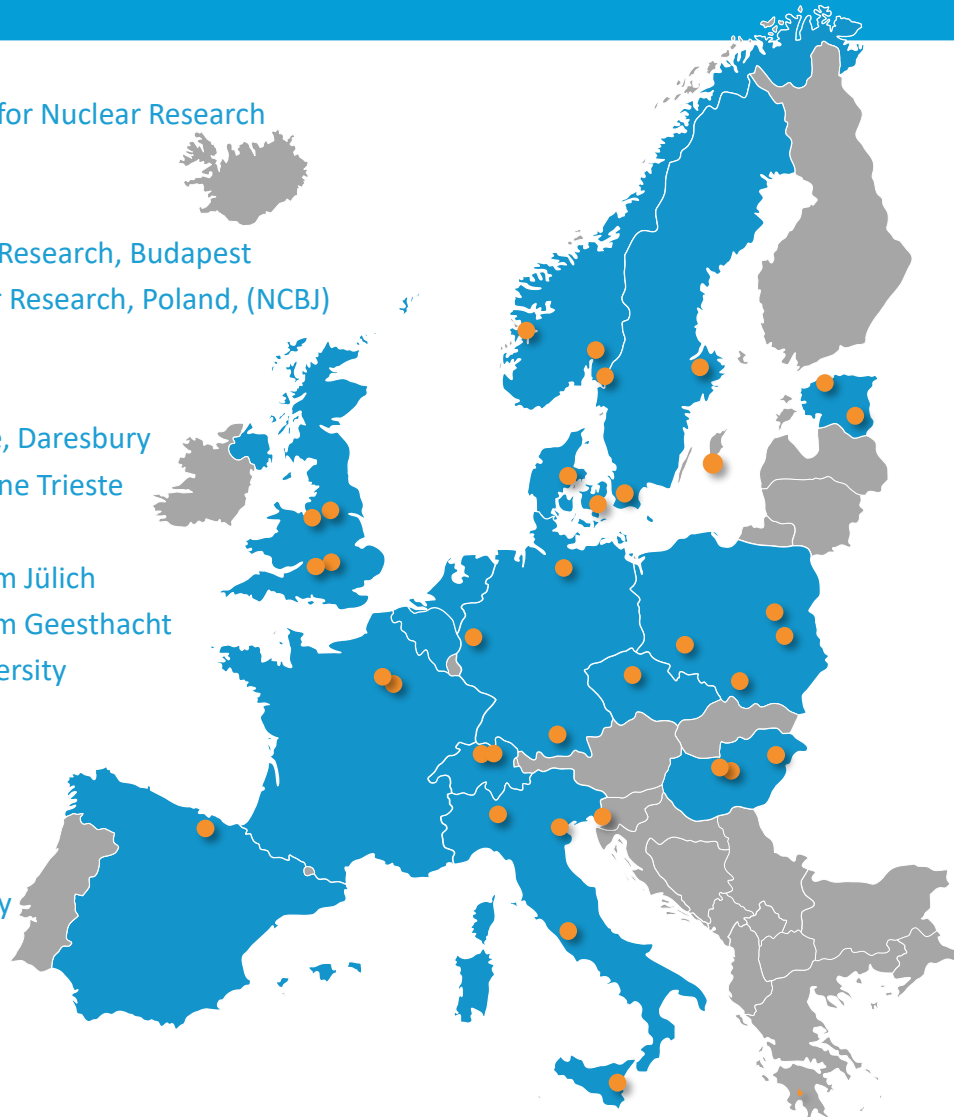 for Nuclear Research
Research, Budapest
r Research, Poland, (NCBJ)
e, Daresbury
ne Trieste
m Jülich
m Geesthacht
ersity
y